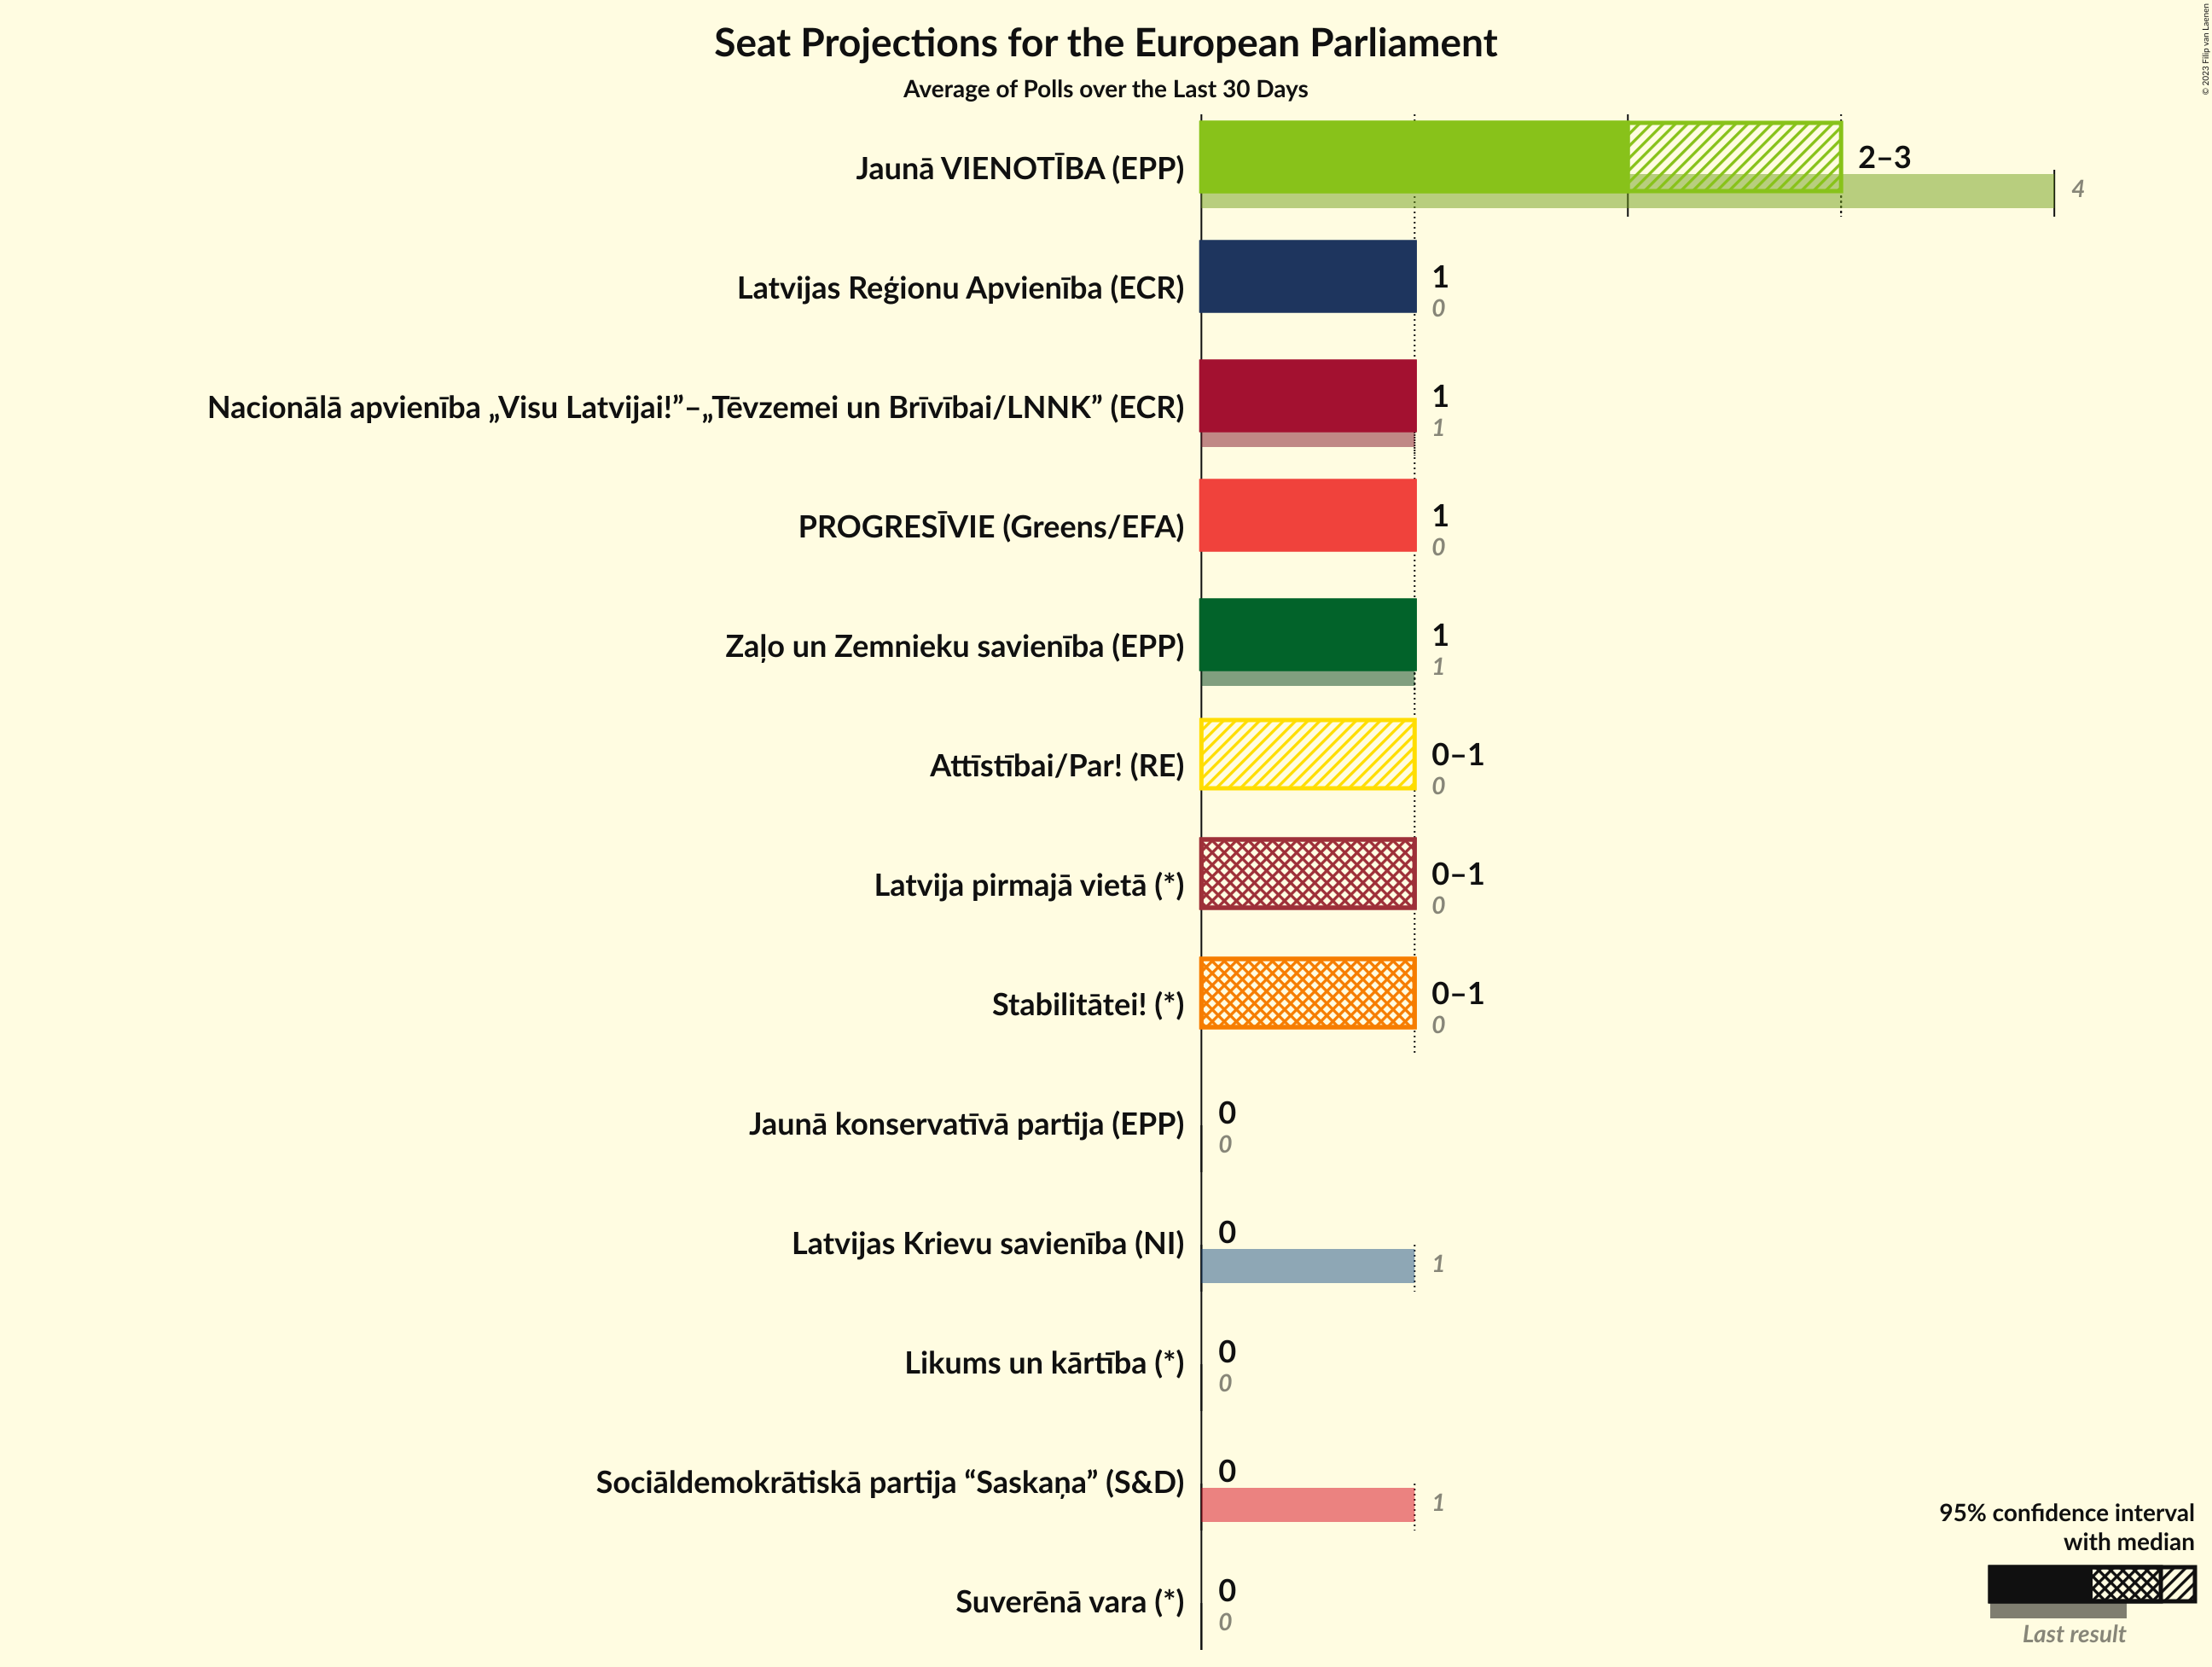 Seat Projections for the European Parliament
Average of Polls over the Last 30 Days
© 2023 Filip van Laenen
Jaunā VIENOTĪBA (EPP)
2–3
4
Latvijas Reģionu Apvienība (ECR)
1
0
Nacionālā apvienība „Visu Latvijai!”–„Tēvzemei un Brīvībai/LNNK” (ECR)
1
1
PROGRESĪVIE (Greens/EFA)
1
0
Zaļo un Zemnieku savienība (EPP)
1
1
Attīstībai/Par! (RE)
0–1
0
Latvija pirmajā vietā (*)
0–1
0
Stabilitātei! (*)
0–1
0
Jaunā konservatīvā partija (EPP)
0
0
Latvijas Krievu savienība (NI)
0
1
Likums un kārtība (*)
0
0
Sociāldemokrātiskā partija “Saskaņa” (S&D)
0
1
Suverēnā vara (*)
0
0
95% confidence interval
with median
Last result